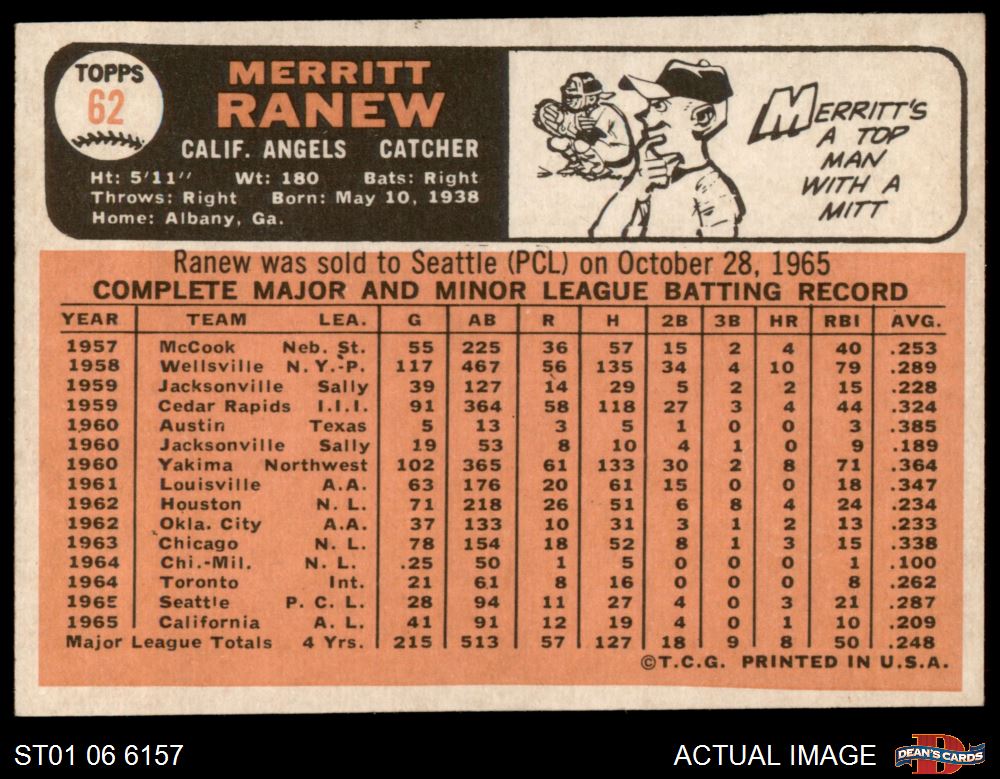 TOPPS
62
MERRITT
RANEW
CALIF. ANGELS CATCHER
Ht: 5'11" Wt: 180 Bats: Right
Throws: Right Born: May 10, 1938
Home: Albany, Ga.
MERRITT'S
A TOP
MAN
WITH A
MITT
Ranew was sold to Seattle (PCL) on October 28, 1965
COMPLETE MAJOR AND MINOR LEAGUE BATTING RECORD
YEAR TEAM LEA. G AB R H 2B 3B HR RBI AVG.
1957 McCook Neb. St. 55 225 36 57 15 2 4 40 .253
1958 Wellsville N.Y.-P. 117 467 56 135 34 4 10 79 .289
1959 Jacksonville Sally 39 127 14 29 5 2 2 15 .228
1959 Cedar Rapids I.I.I. 91 364 58 118 27 3 4 44 .324
1960 Austin Texas 5 13 3 5 1 0 0 3 .385
1960 Jacksonville Sally 19 53 8 10 4 1 0 9 .189
1960 Yakima Northwest 102 365 61 133 30 2 8 71 .364
1961 Louisville A.A. 63 176 20 61 15 0 0 18 .347
1962 Houston N. L. 71 218 26 51 6 8 4 24 .234
1962 Okla. City A.A. 37 133 10 31 3 1 2 13 .233
1963 Chicago N. L. 78 154 18 52 8 1 3 15 .338
1964 Chi.-Mil. N. L. .25 50 1 5 0 0 0 1 .100
1964 Toronto Int. 21 61 8 16 0 0 0 8 .262
1965 Seattle P. C. L. 28 94 11 27 4 0 3 21 .287
1965 California A. L. 41 91 12 19 4 0 1 10 .209
Major League Totals 4 Yrs. 215 513 57 127 18 9 8 50 .248
©T.C.G. PRINTED IN U.S.A.
ST01 06 6157 ACTUAL IMAGE
DEAN'S CARDS